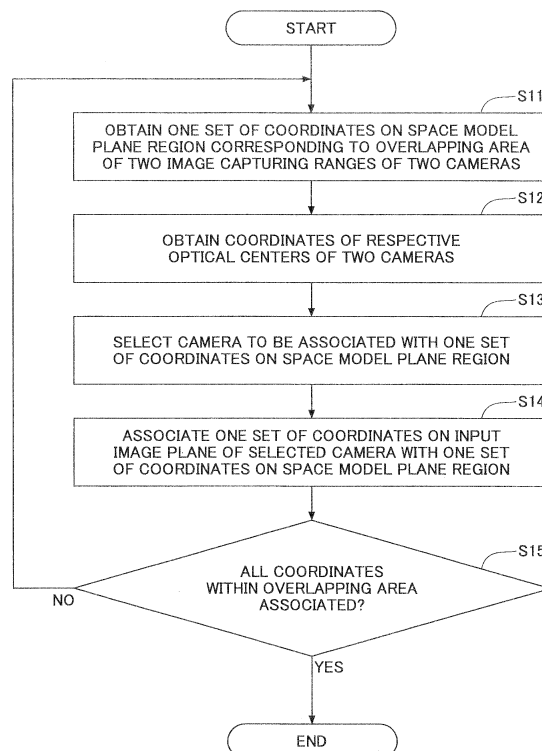 START
S11
OBTAIN ONE SET OF COORDINATES ON SPACE MODEL
PLANE REGION CORRESPONDING TO OVERLAPPING AREA
OF TWO IMAGE CAPTURING RANGES OF TWO CAMERAS
S12
OBTAIN COORDINATES OF RESPECTIVE
OPTICAL CENTERS OF TWO CAMERAS
S13
SELECT CAMERA TO BE ASSOCIATED WITH ONE SET
OF COORDINATES ON SPACE MODEL PLANE REGION
S14
ASSOCIATE ONE SET OF COORDINATES ON INPUT
IMAGE PLANE OF SELECTED CAMERA WITH ONE SET
OF COORDINATES ON SPACE MODEL PLANE REGION
S15
ALL COORDINATES
WITHIN OVERLAPPING AREA
ASSOCIATED?
NO
YES
END